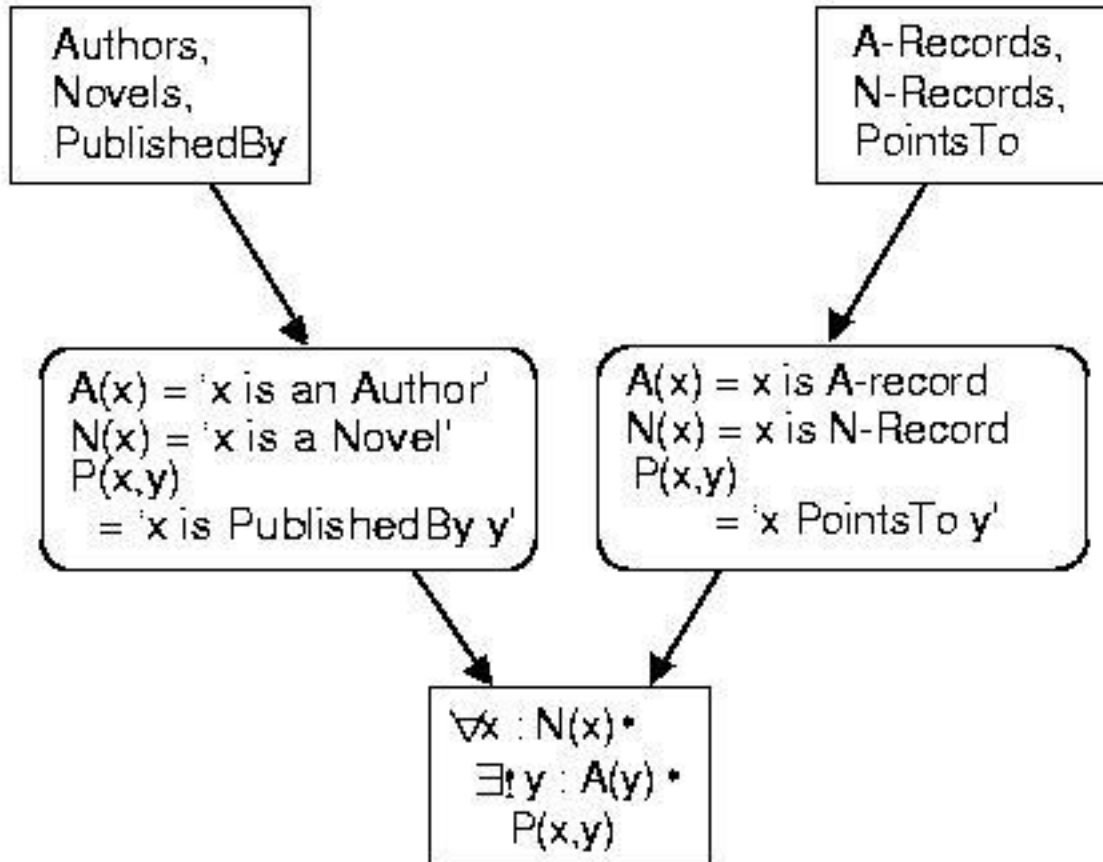 Authors,
Novels,
PublishedBy
A-Records,
N-Records,
PointsTo
A(x) = 'x is an Author'
N(x) = 'x is a Novel'
P(x,y)
= 'x is PublishedBy y'
A(x) = x is A-record
N(x) = x is N-Record
P(x,y)
= 'x PointsTo y'
∀x : N(x) •
∃! y : A(y) •
P(x,y)